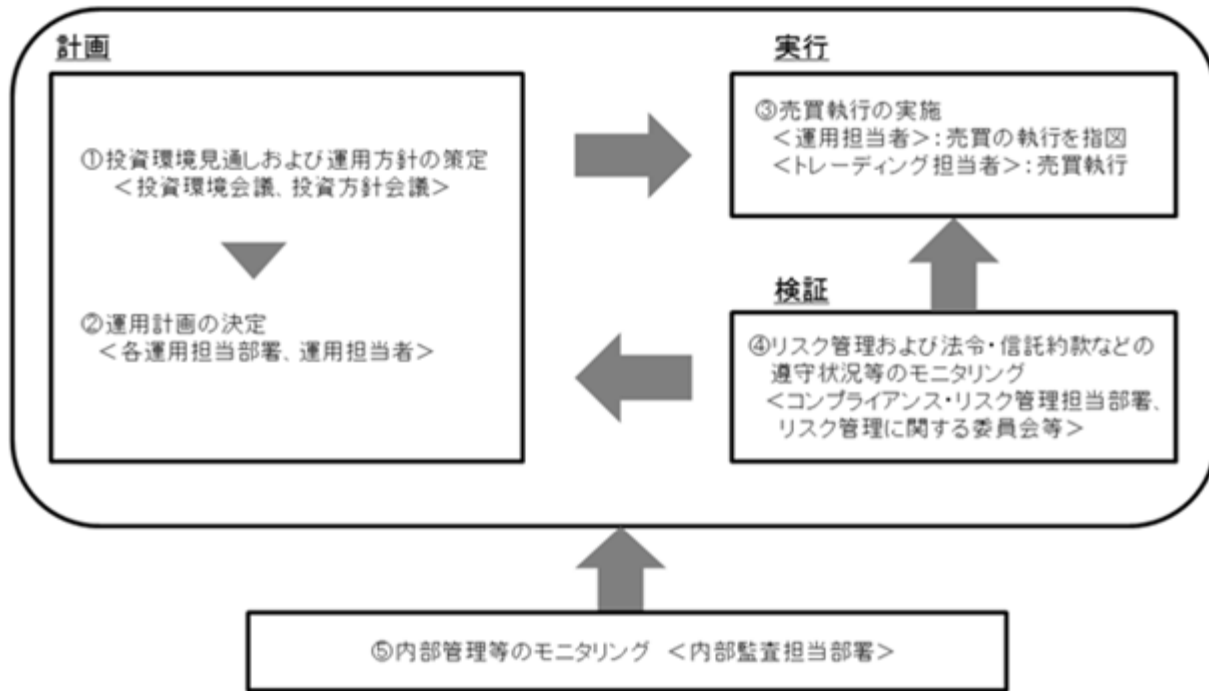 計画
①投資環境見通しおよび運用方針の策定
＜投資環境会議、投資方針会議＞
②運用計画の決定
＜各運用担当部署、運用担当者＞
実行
③売買執行の実施
＜運用担当者＞：売買の執行を指図
＜トレーディング担当者＞：売買執行
検証
④リスク管理および法令・信託約款などの
遵守状況等のモニタリング
＜コンプライアンス・リスク管理担当部署、
リスク管理に関する委員会等＞
⑤内部管理等のモニタリング ＜内部監査担当部署＞